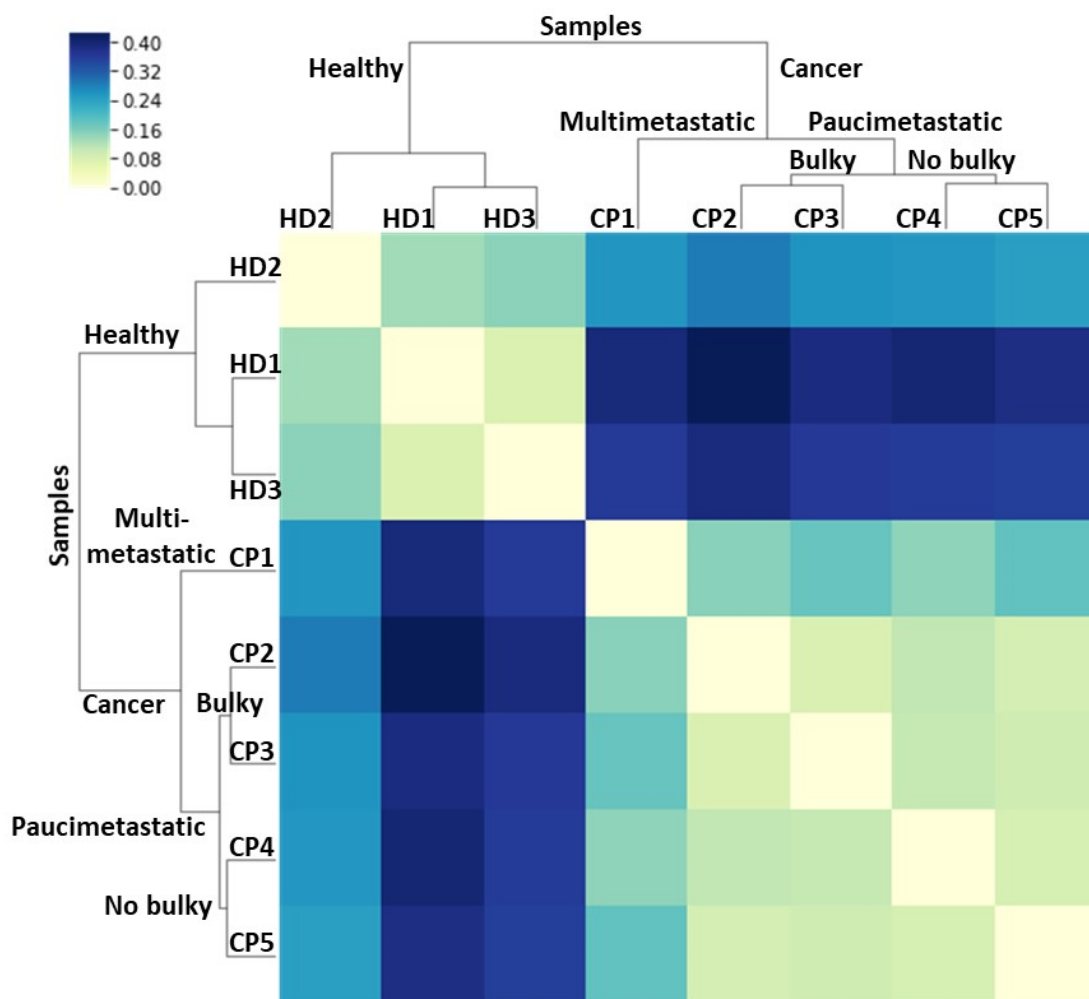 Samples
0.40
0.32
0.24
0.16
0.08
0.00
Healthy
Cancer
Multimetastatic
Paucimetastatic
Bulky
No bulky
HD2
HD1
HD3
CP1
CP2
CP3
CP4
CP5
HD2
Healthy
HD1
HD3
Samples
Multi-
metastatic
CP1
CP2
Cancer
Bulky
CP3
Paucimetastatic
CP4
No bulky
CP5